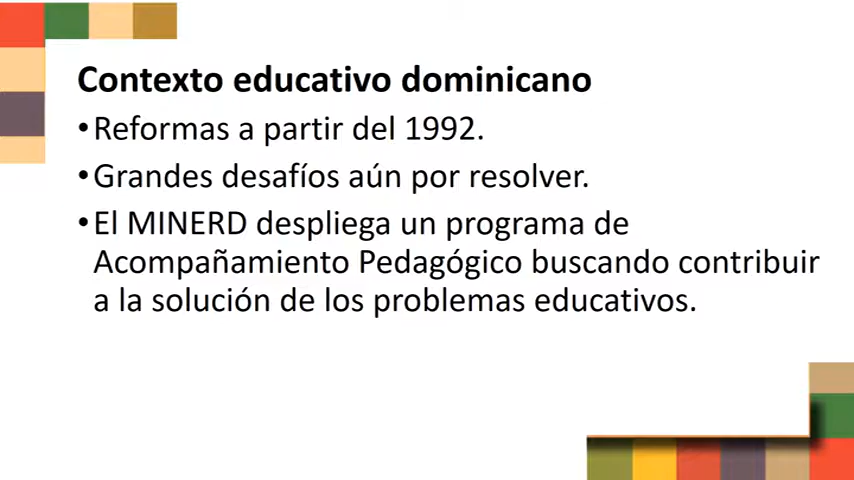 Contexto educativo dominicano
•Reformas a partir del 1992.
•Grandes desafíos aún por resolver.
•El MINERD despliega un programa de
Acompañamiento Pedagógico buscando contribuir
a la solución de los problemas educativos.